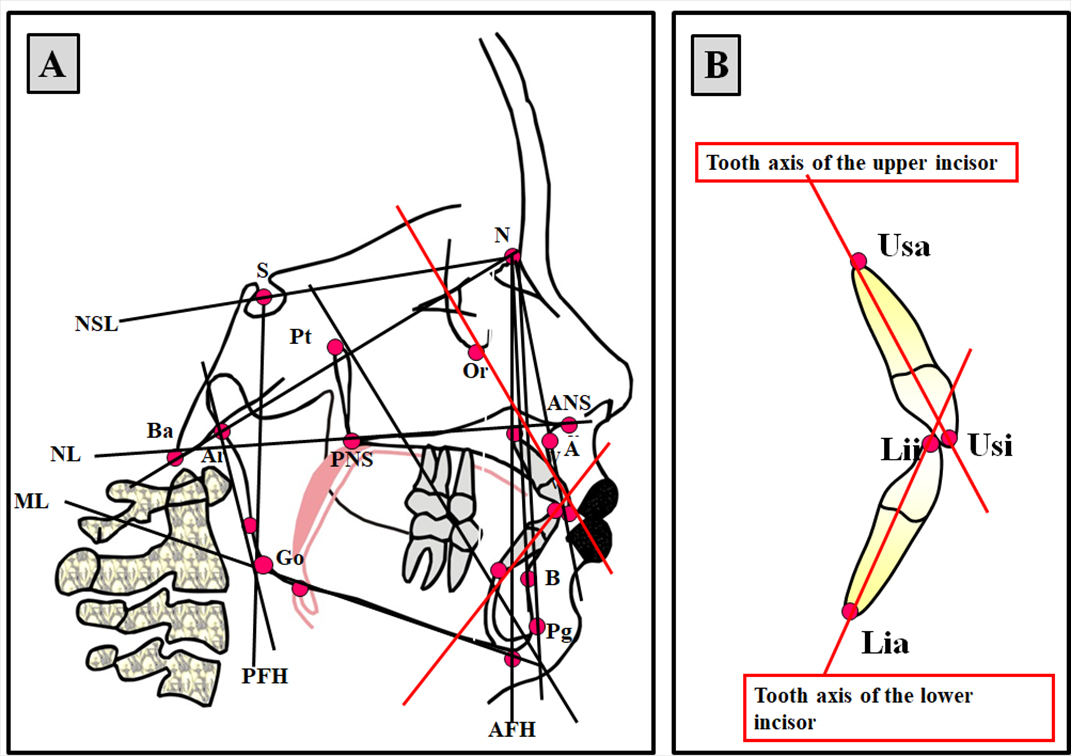 A
N
S
NSL
Pt
Or
ANS
Ba
A
NL
Ar
PNS
ML
Go
B
Pg
PFH
AFH
B
Tooth axis of the upper incisor
Usa
Lii
Usi
Lia
Tooth axis of the lower
incisor